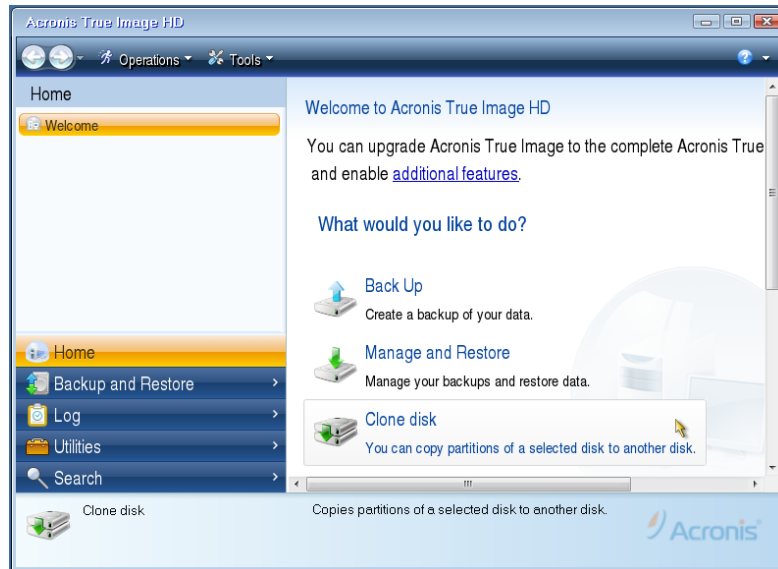 Acronis True Image HD
Operations Tools
Home
Welcome
Welcome to Acronis True Image HD
You can upgrade Acronis True Image to the complete Acronis True
and enable additional features.
What would you like to do?
Back Up
Create a backup of your data.
Manage and Restore
Manage your backups and restore data.
Clone disk
You can copy partitions of a selected disk to another disk.
Home
Backup and Restore
Log
Utilities
Search
Clone disk
Copies partitions of a selected disk to another disk.
Acronis